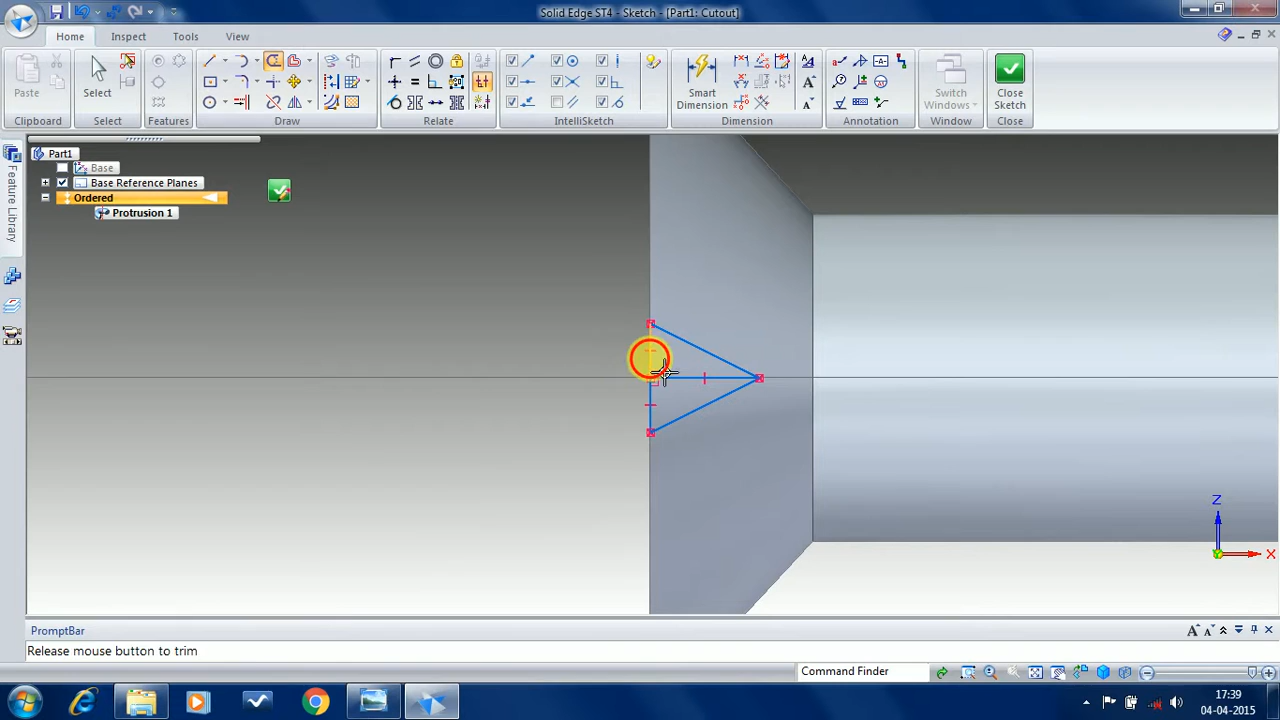 Solid Edge ST4 - Sketch - [Part1: Cutout]
Home
Inspect
Tools
View
Paste
Select
Smart Dimension
Switch Windows
Close Sketch
Clipboard
Select
Features
Draw
Relate
IntelliSketch
Dimension
Annotation
Window
Close
Feature Library
Part1
Base
Base Reference Planes
Ordered
Protrusion 1
Z
X
PromptBar
Release mouse button to trim
Command Finder
17:39
04-04-2015